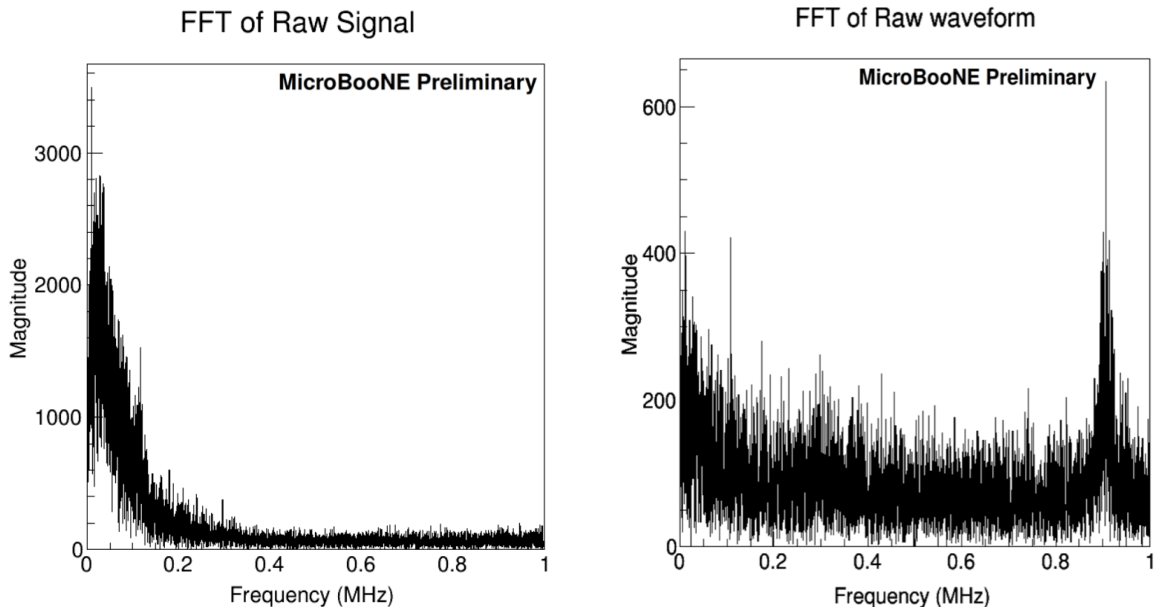 FFT of Raw Signal
MicroBooNE Preliminary
Magnitude
3000
2000
1000
0
0 0.2 0.4 0.6 0.8 1
Frequency (MHz)
FFT of Raw waveform
MicroBooNE Preliminary
Magnitude
600
400
200
0
0 0.2 0.4 0.6 0.8 1
Frequency (MHz)